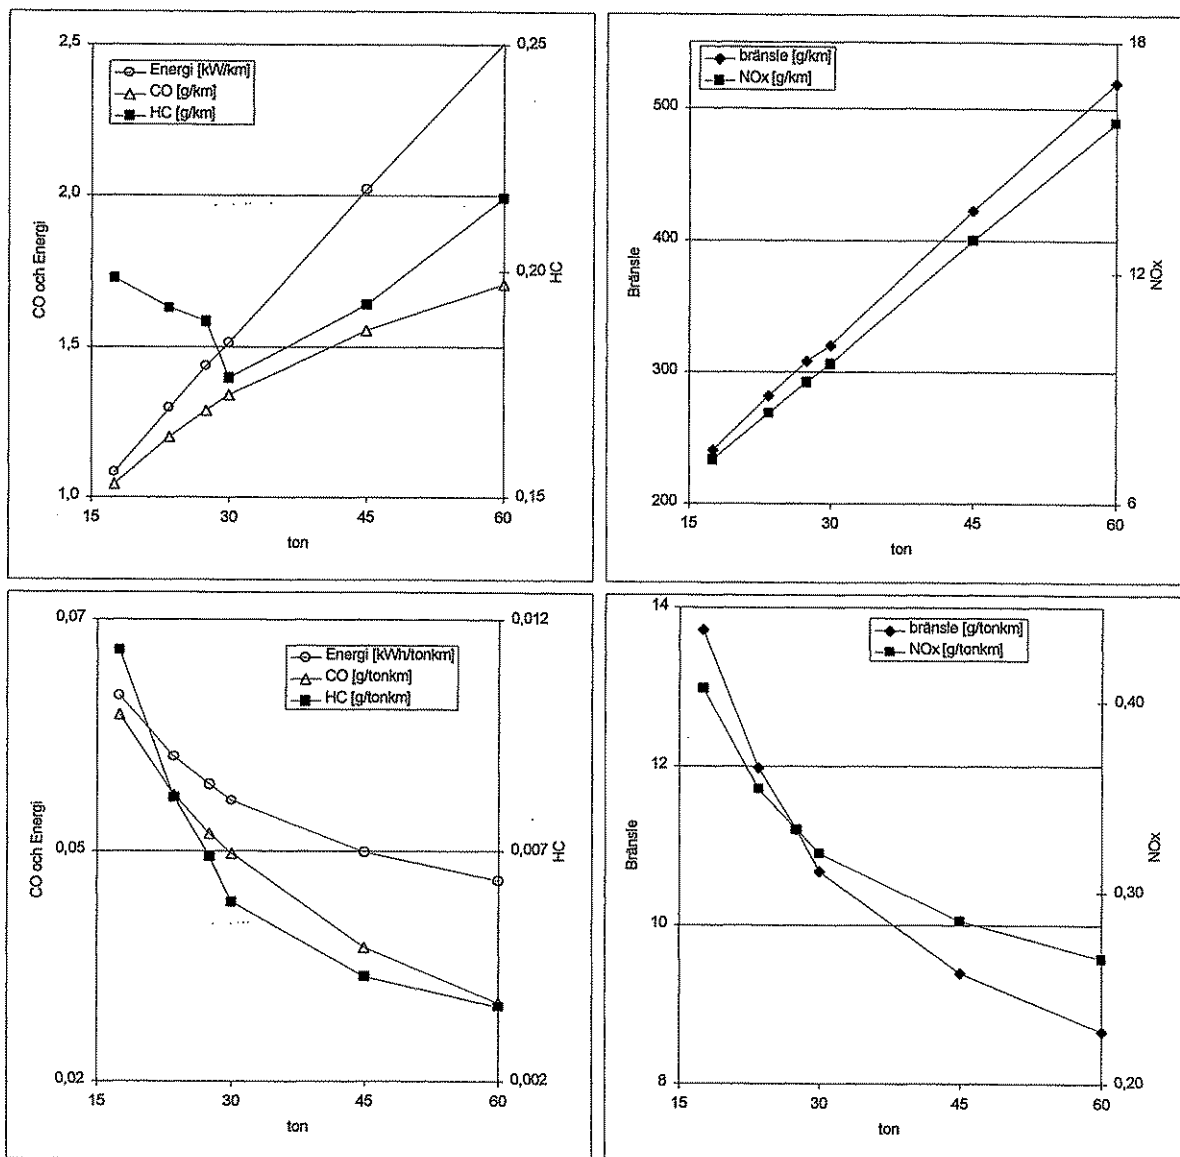 2,5
2,0
1,5
1,0
CO och Energi
Energi [kW/km]
CO [g/km]
HC [g/km]
0,25
0,20
0,15
HC
15
30
45
60
ton
500
400
300
200
Bränsle
bränsle [g/km]
NOx [g/km]
18
12
6
NOx
15
30
45
60
ton
0,07
0,05
0,02
CO och Energi
Energi [kWh/tonkm]
CO [g/tonkm]
HC [g/tonkm]
0,012
0,007
0,002
HC
15
30
45
60
ton
14
12
10
8
Bränsle
bränsle [g/tonkm]
NOx [g/tonkm]
0,40
0,30
0,20
NOx
15
30
45
60
ton